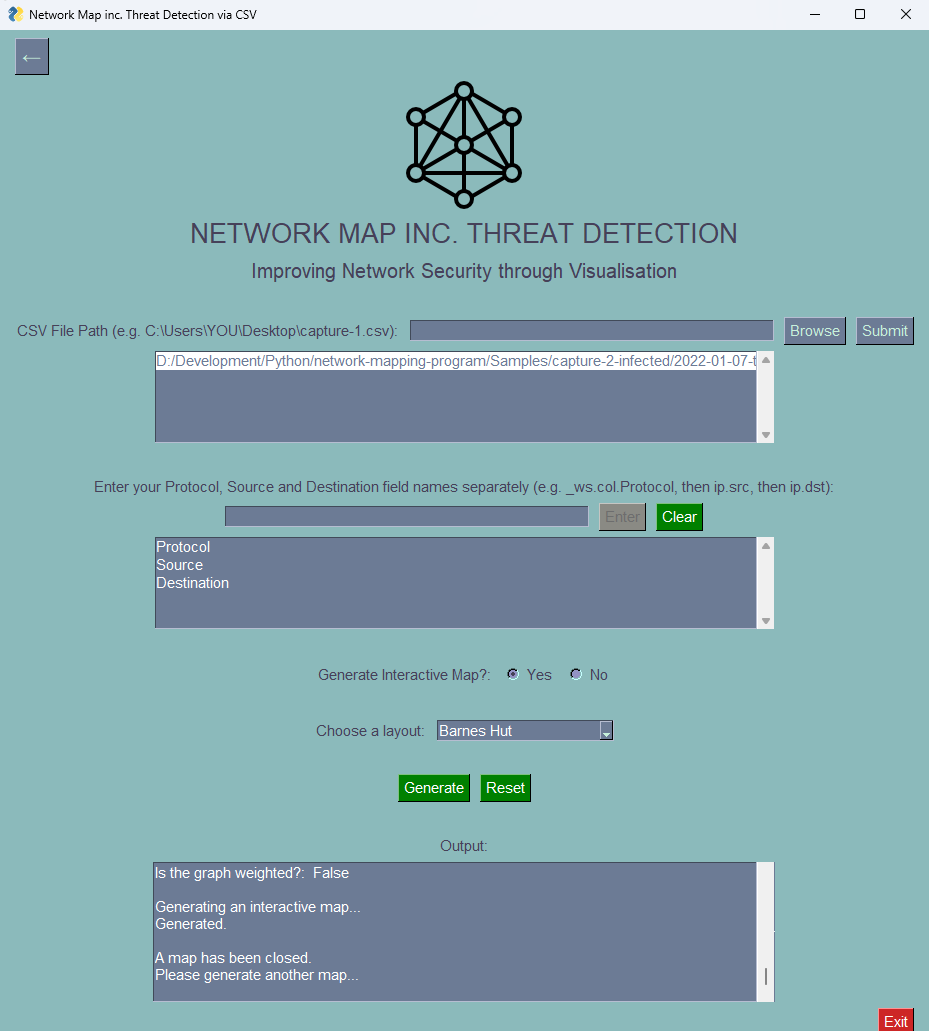 Network Map inc. Threat Detection via CSV
←
NETWORK MAP INC. THREAT DETECTION
Improving Network Security through Visualisation
CSV File Path (e.g. C:\Users\YOU\Desktop\capture-1.csv):
Browse
Submit
D:/Development/Python/network-mapping-program/Samples/capture-2-infected/2022-01-07-t
Enter your Protocol, Source and Destination field names separately (e.g. _ws.col.Protocol, then ip.src, then ip.dst):
Enter
Clear
Protocol
Source
Destination
Generate Interactive Map?: Yes No
Choose a layout: Barnes Hut
Generate
Reset
Output:
Is the graph weighted?:  False
Generating an interactive map...
Generated.
A map has been closed.
Please generate another map...
Exit